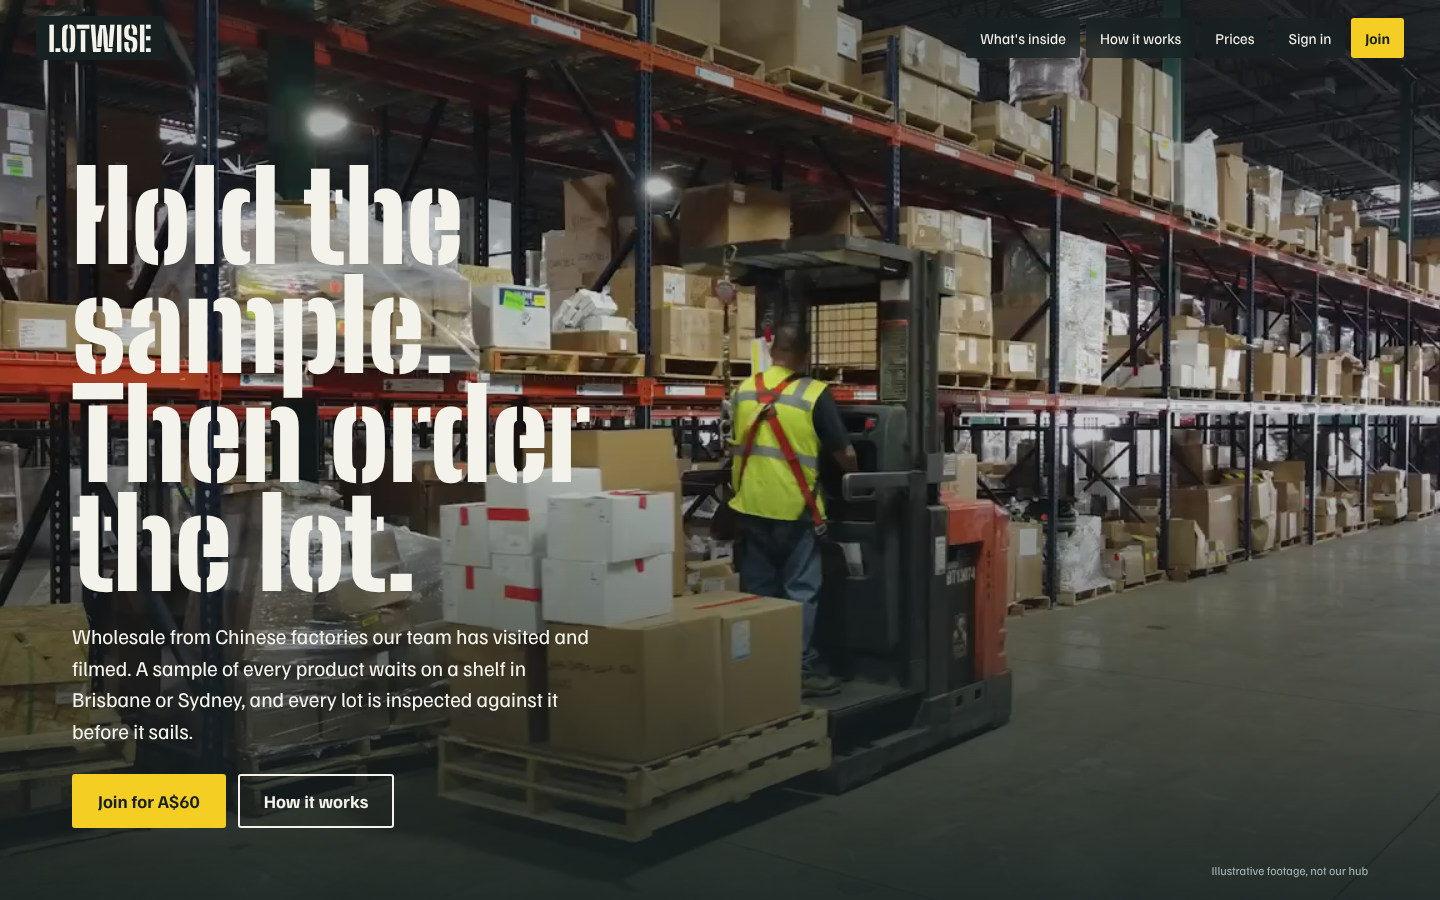 LOTWISE
What's inside
How it works
Prices
Sign in
Join
Hold the
sample.
Then order
the lot.
Wholesale from Chinese factories our team has visited and
filmed. A sample of every product waits on a shelf in
Brisbane or Sydney, and every lot is inspected against it
before it sails.
Join for A$60
How it works
Illustrative footage, not our hub